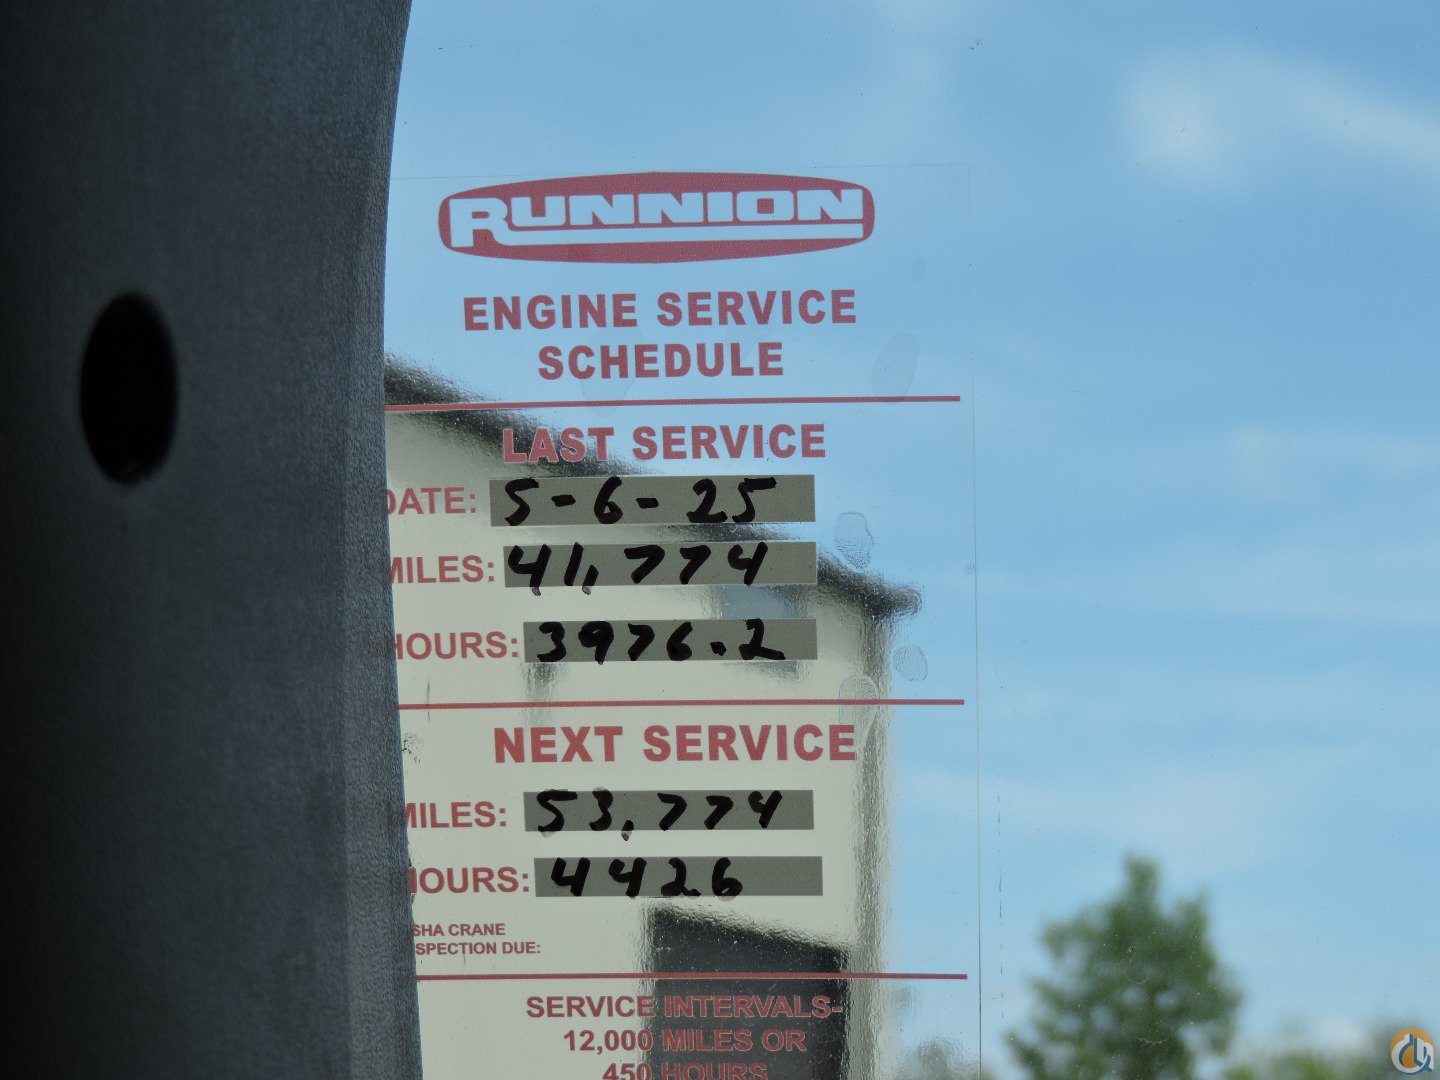 RUNNION
ENGINE SERVICE
SCHEDULE
LAST SERVICE
DATE: 5-6-25
MILES: 41,774
HOURS: 3976.2
NEXT SERVICE
MILES: 53,774
HOURS: 4426
SHA CRANE
SPECTION DUE:
SERVICE INTERVALS-
12,000 MILES OR
450 HOURS